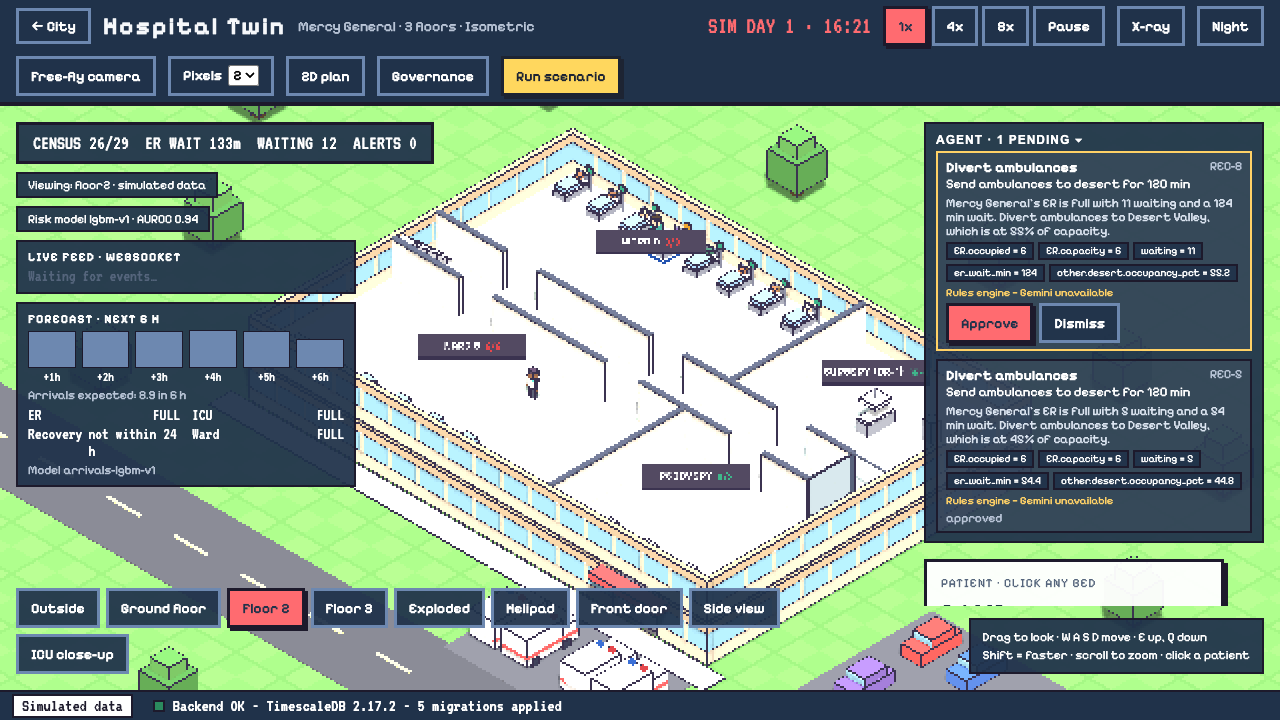 ← City
Hospital Twin
Mercy General · 3 floors · Isometric
SIM DAY 1 · 16:21
1x
4x
8x
Pause
X-ray
Night
Free-fly camera
Pixels 2
2D plan
Governance
Run scenario
CENSUS 26/29 ER WAIT 133m WAITING 12 ALERTS 0
Viewing: floor2 · simulated data
Risk model lgbm-v1 · AUROC 0.94
LIVE FEED · WEBSOCKET
Waiting for events…
FORECAST · NEXT 6 H
+1h +2h +3h +4h +5h +6h
Arrivals expected: 8.9 in 6 h
ER FULL ICU FULL
Recovery not within 24 h Ward FULL
Model arrivals-lgbm-v1
AGENT · 1 PENDING
Divert ambulances
REC-8
Send ambulances to desert for 120 min
Mercy General's ER is full with 11 waiting and a 124
min wait. Divert ambulances to Desert Valley,
which is at 55% of capacity.
ER.occupied = 6
ER.capacity = 6
waiting = 11
er.wait_min = 124
other.desert.occupancy_pct = 55.2
Rules engine - Gemini unavailable
Approve
Dismiss
Divert ambulances
REC-5
Send ambulances to desert for 120 min
Mercy General's ER is full with 5 waiting and a 54
min wait. Divert ambulances to Desert Valley,
which is at 45% of capacity.
ER.occupied = 6
ER.capacity = 6
waiting = 5
er.wait_min = 54.4
other.desert.occupancy_pct = 44.8
Rules engine - Gemini unavailable
approved
PATIENT · CLICK ANY BED
Outside
Ground floor
Floor 2
Floor 3
Exploded
Helipad
Front door
Side view
ICU close-up
Drag to look · W A S D move · E up, Q down
Shift = faster · scroll to zoom · click a patient
Simulated data
Backend OK - TimescaleDB 2.17.2 - 5 migrations applied